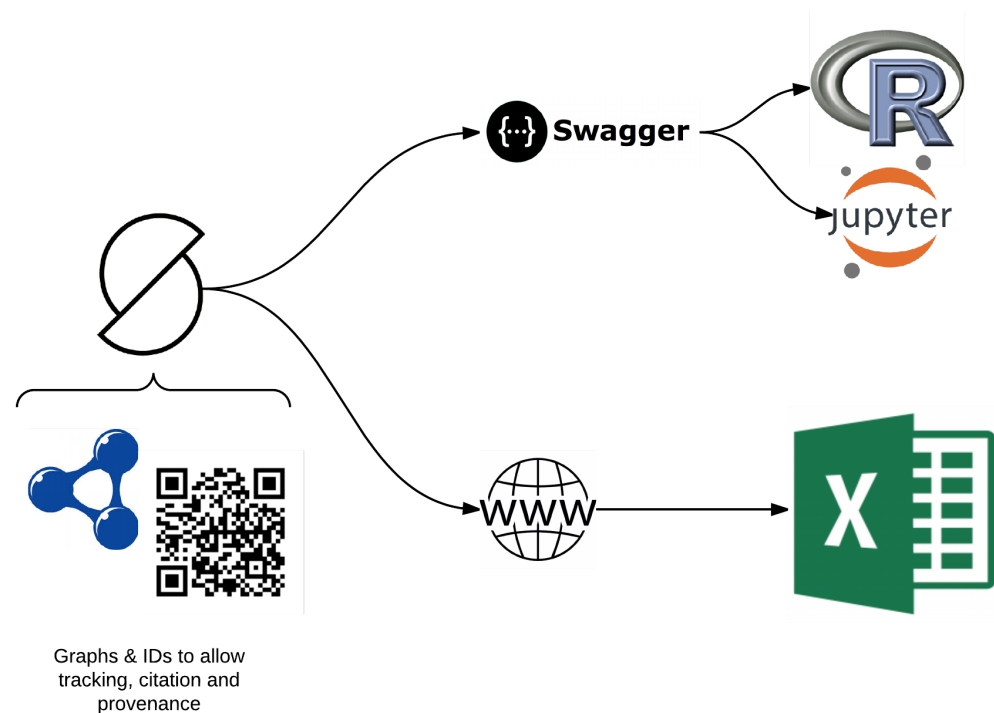 R
{···} Swagger
jupyter
WWW
X
Graphs & IDs to allow
tracking, citation and
provenance